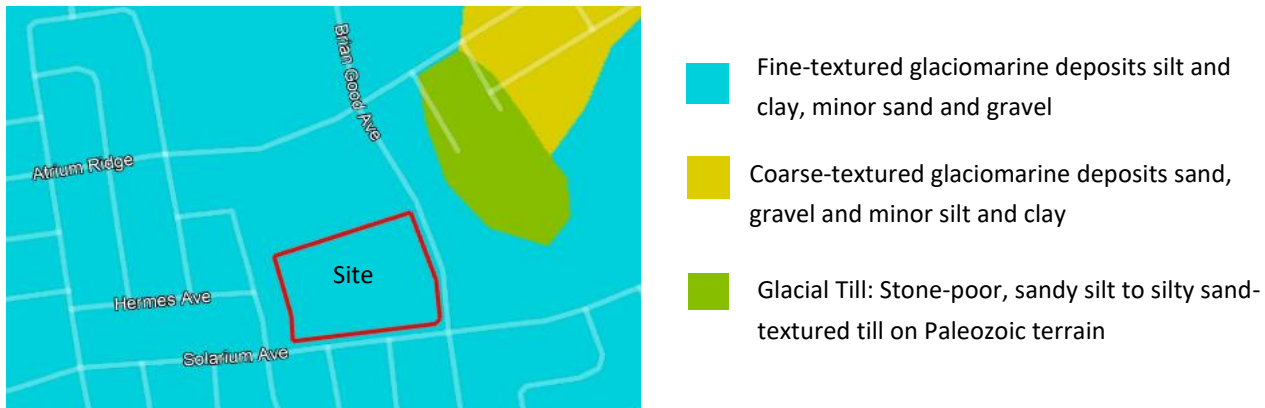 Brian Good Ave
Atrium Ridge
Site
Hermes Ave
Solarium Ave
Fine-textured glaciomarine deposits silt and
clay, minor sand and gravel
Coarse-textured glaciomarine deposits sand,
gravel and minor silt and clay
Glacial Till: Stone-poor, sandy silt to silty sand-
textured till on Paleozoic terrain